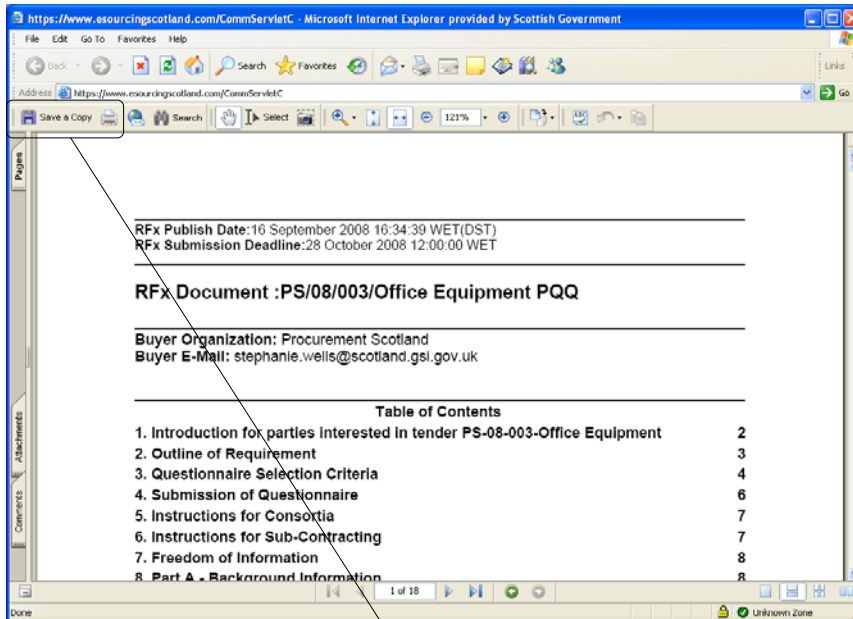 https://www.esourcingscotland.com/CommServletC - Microsoft Internet Explorer provided by Scottish Government
File Edit Go To Favorites Help
Back Search Favorites Links
Address https://www.esourcingscotland.com/CommServletC Go
Save a Copy Search Select 121%
Pages
RFx Publish Date:16 September 2008 16:34:39 WET(DST)
RFx Submission Deadline:28 October 2008 12:00:00 WET
RFx Document :PS/08/003/Office Equipment PQQ
Buyer Organization: Procurement Scotland
Buyer E-Mail: stephanie.wells@scotland.gsi.gov.uk
Table of Contents
1. Introduction for parties interested in tender PS-08-003-Office Equipment 2
2. Outline of Requirement 3
3. Questionnaire Selection Criteria 4
4. Submission of Questionnaire 6
5. Instructions for Consortia 7
6. Instructions for Sub-Contracting 7
7. Freedom of Information 8
8. Part A - Background Information 8
Attachments
Comments
1 of 18
Done Unknown Zone